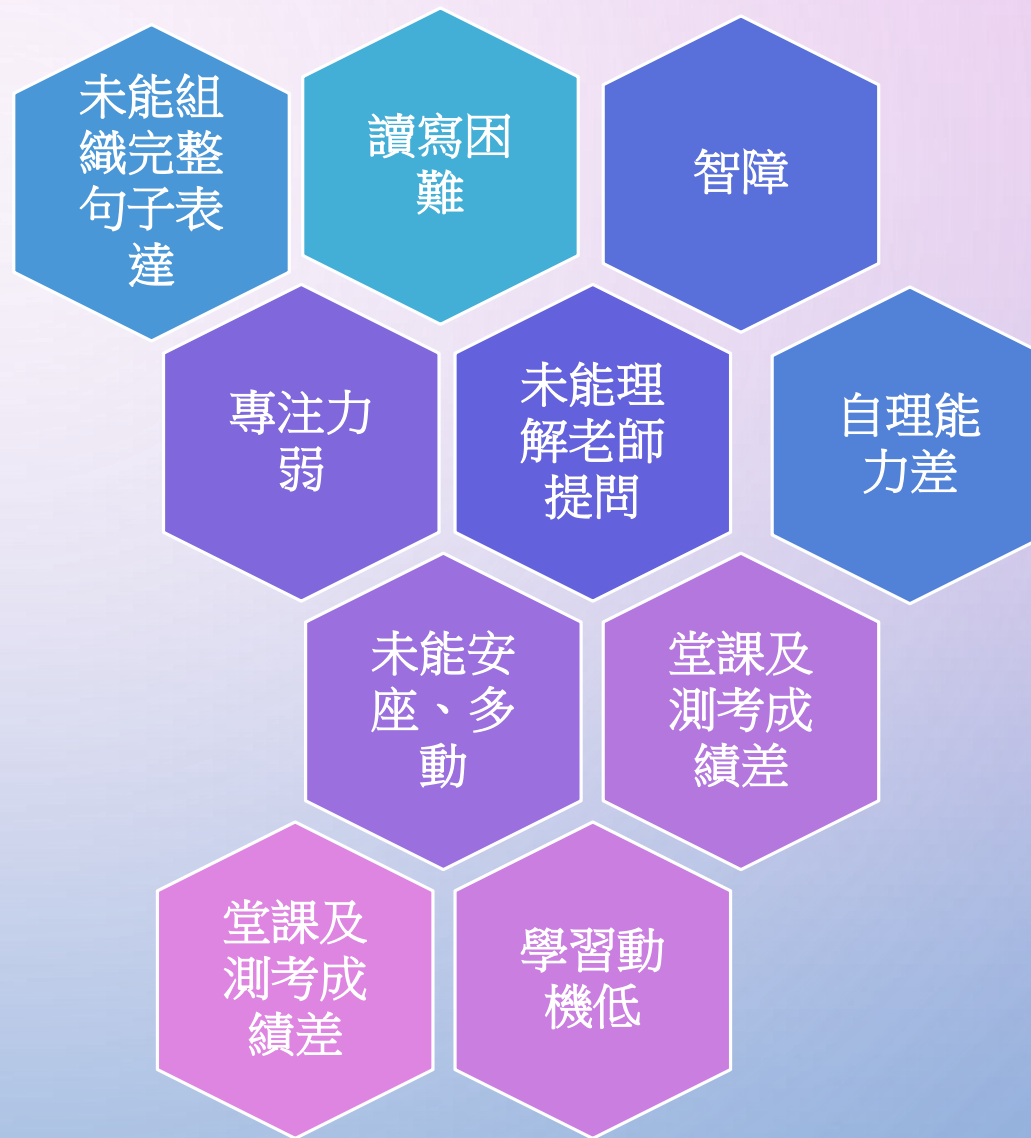 未能組
織完整
句子表
達
讀寫困
難
智障
專注力
弱
未能理
解老師
提問
自理能
力差
未能安
座、多
動
堂課及
測考成
績差
堂課及
測考成
績差
學習動
機低